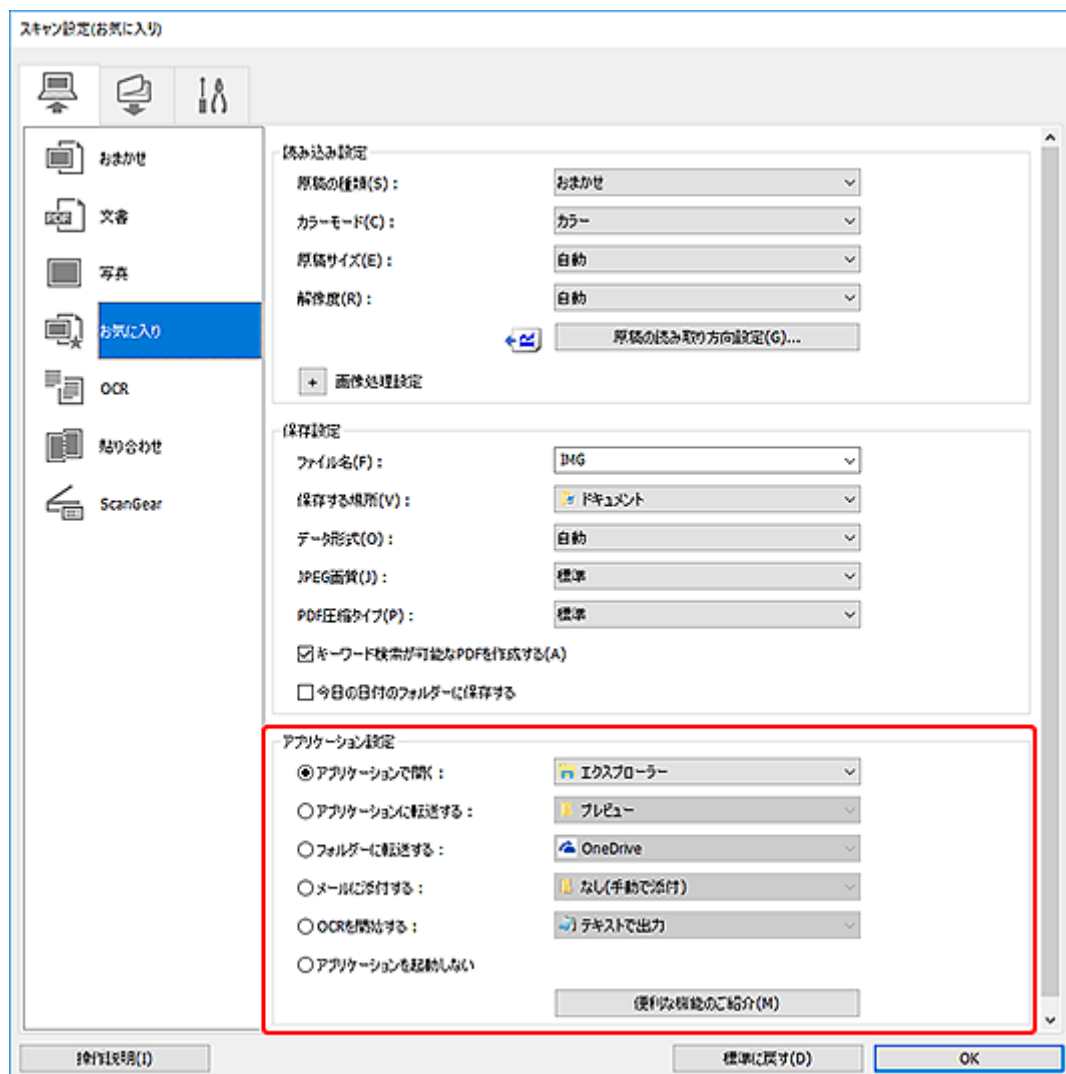 スキャン設定(お気に入り)
おまかせ
文書
写真
お気に入り
OCR
貼り合わせ
ScanGear
読み込み設定
原稿の種類(S)： おまかせ
カラーモード(C)： カラー
原稿サイズ(E)： 自動
解像度(R)： 自動
原稿の読み取り方向設定(G)...
+ 画像処理設定
保存設定
ファイル名(F)： IMG
保存する場所(V)： ドキュメント
データ形式(O)： 自動
JPEG画質(J)： 標準
PDF圧縮タイプ(P)： 標準
キーワード検索が可能なPDFを作成する(A)
今日の日付のフォルダーに保存する
アプリケーション設定
アプリケーションで開く： エクスプローラー
アプリケーションに転送する： プレビュー
フォルダーに転送する： OneDrive
メールに添付する： なし(手動で添付)
OCRを開始する： テキストで出力
アプリケーションを起動しない
便利な機能のご紹介(M)
操作説明(I) 標準に戻す(D) OK